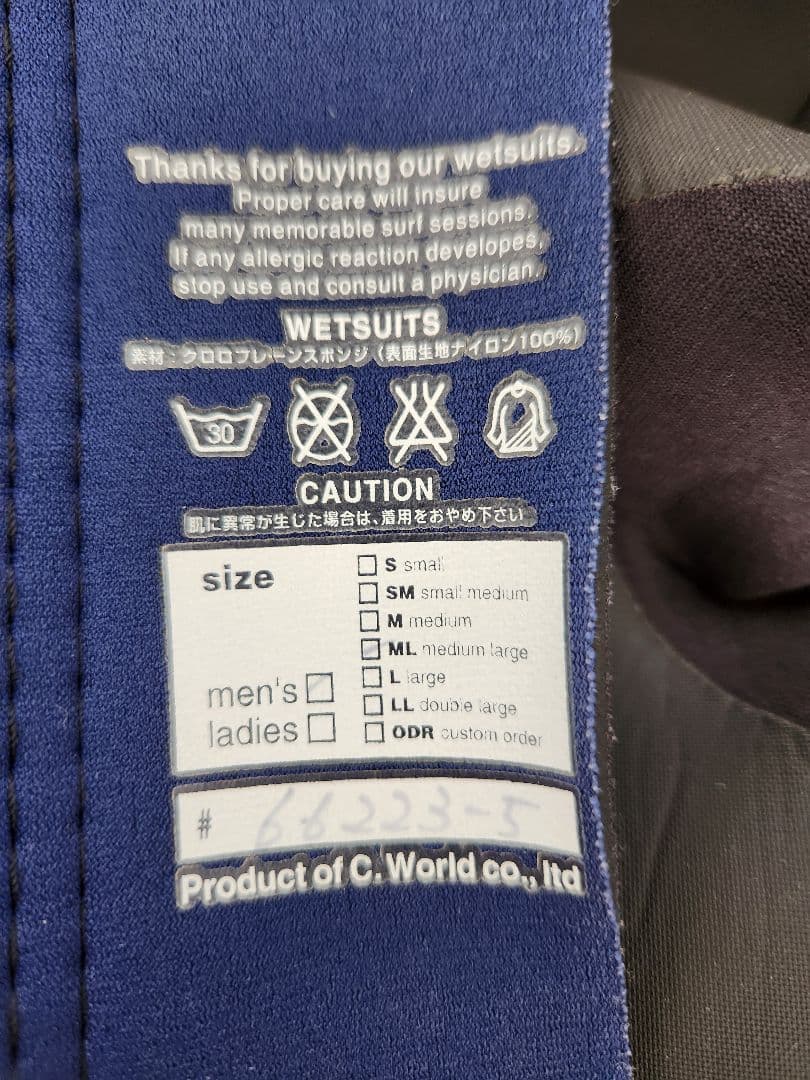 Thanks for buying our wetsuits.
Proper care will insure
many memorable surf sessions.
If any allergic reaction developes,
stop use and consult a physician.
WETSUITS
素材：クロロプレーンスポンジ（表面生地ナイロン100%）
30
CAUTION
肌に異常が生じた場合は、着用をおやめ下さい
size
S small
SM small medium
M medium
ML medium large
L large
LL double large
ODR custom order
men's
ladies
# 66223-5
Product of C.World co., ltd